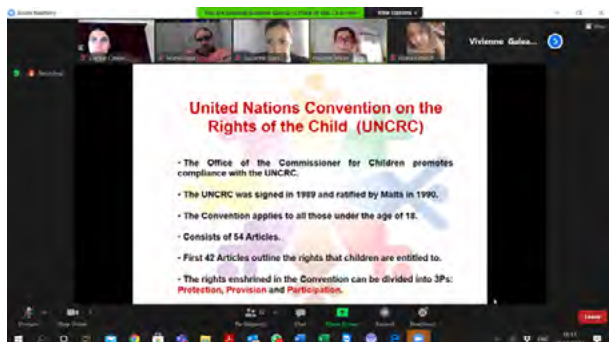 View Options
Vivienne Galea...
United Nations Convention on the
Rights of the Child (UNCRC)
· The Office of the Commissioner for Children promotes
compliance with the UNCRC.
· The UNCRC was signed in 1989 and ratified by Malta in 1990.
· The Convention applies to all those under the age of 18.
· Consists of 54 Articles.
· First 42 Articles outline the rights that children are entitled to.
· The rights enshrined in the Convention can be divided into 3Ps:
Protection, Provision and Participation.
Chat
Leave